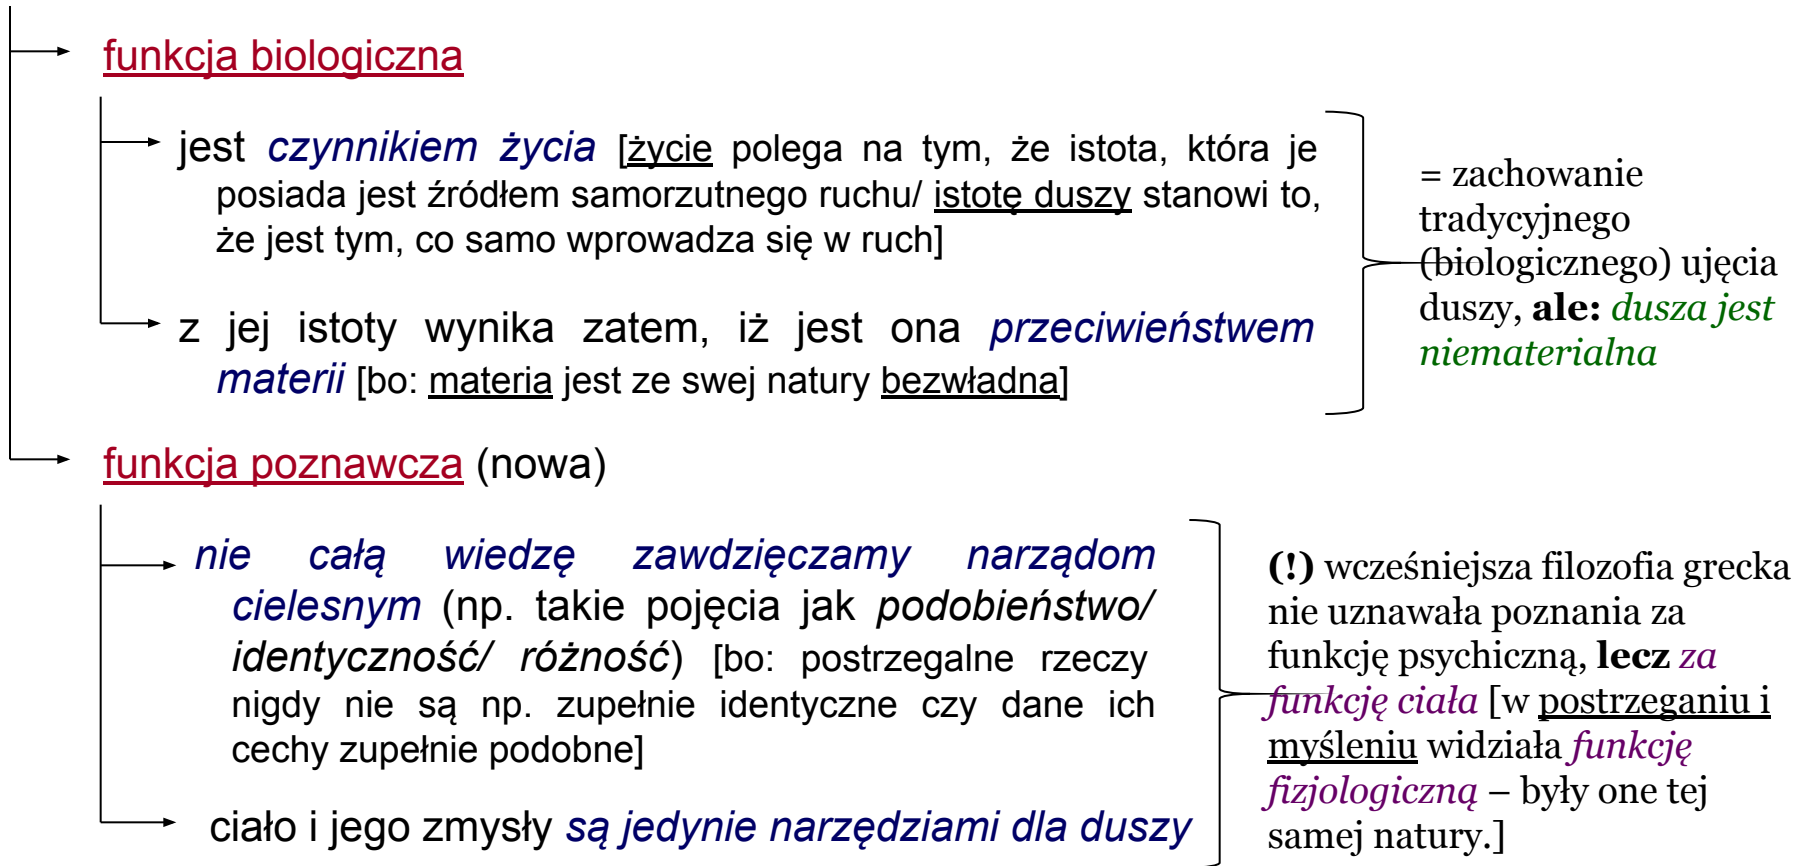 funkcja biologiczna
jest czynnikiem życia [życie polega na tym, że istota, która je
posiada jest źródłem samorzutnego ruchu/ istotę duszy stanowi to,
że jest tym, co samo wprowadza się w ruch]
z jej istoty wynika zatem, iż jest ona przeciwieństwem
materii [bo: materia jest ze swej natury bezwładna]
= zachowanie
tradycyjnego
(biologicznego) ujęcia
duszy, ale: dusza jest
niematerialna
funkcja poznawcza (nowa)
nie całą wiedzę zawdzięczamy narządom
cielesnym (np. takie pojęcia jak podobieństwo/
identyczność/ różność) [bo: postrzegalne rzeczy
nigdy nie są np. zupełnie identyczne czy dane ich
cechy zupełnie podobne]
ciało i jego zmysły są jedynie narzędziami dla duszy
(!) wcześniejsza filozofia grecka
nie uznawała poznania za
funkcję psychiczną, lecz za
funkcję ciała [w postrzeganiu i
myśleniu widziała funkcję
fizjologiczną – były one tej
samej natury.]